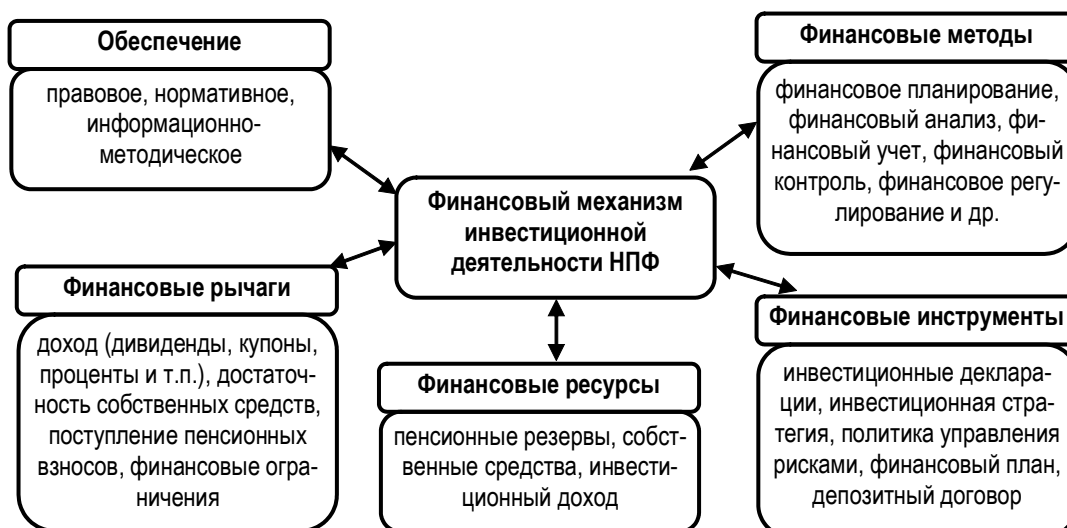 Обеспечение
правовое, нормативное,
информационно-
методическое
Финансовые методы
финансовое планирование,
финансовый анализ, фи-
нансовый учет, финансовый
контроль, финансовое регу-
лирование и др.
Финансовый механизм
инвестиционной
деятельности НПФ
Финансовые рычаги
доход (дивиденды, купоны,
проценты и т.п.), достаточ-
ность собственных средств,
поступление пенсионных
взносов, финансовые огра-
ничения
Финансовые ресурсы
пенсионные резервы, собст-
венные средства, инвести-
ционный доход
Финансовые инструменты
инвестиционные деклара-
ции, инвестиционная стра-
тегия, политика управления
рисками, финансовый план,
депозитный договор